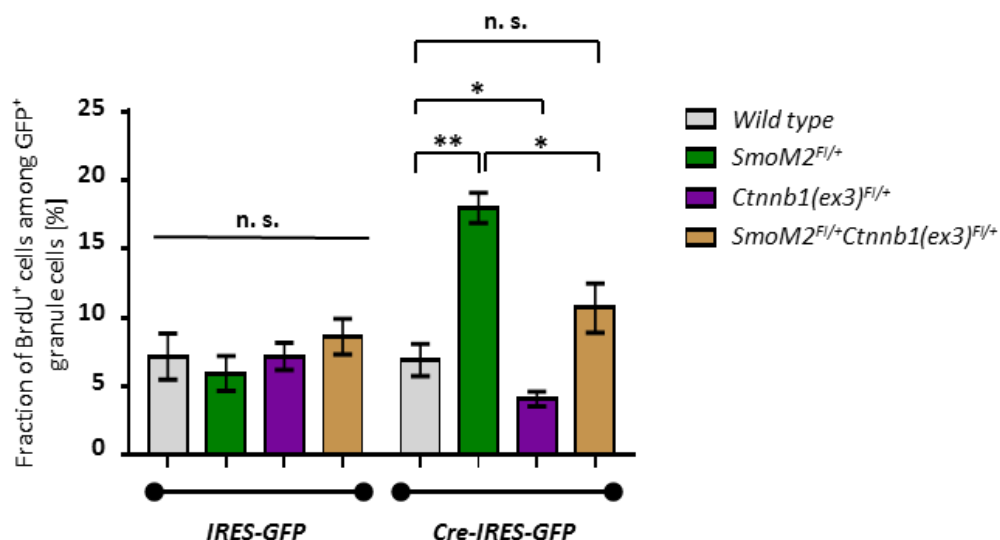 n. s.
*
**
*
n. s.
25
20
15
10
5
0
Fraction of BrdU⁺ cells among GFP⁺
granule cells [%]
IRES-GFP
Cre-IRES-GFP
Wild type
SmoM2ᶠˡ/⁺
Ctnnb1(ex3)ᶠˡ/⁺
SmoM2ᶠˡ/⁺Ctnnb1(ex3)ᶠˡ/⁺